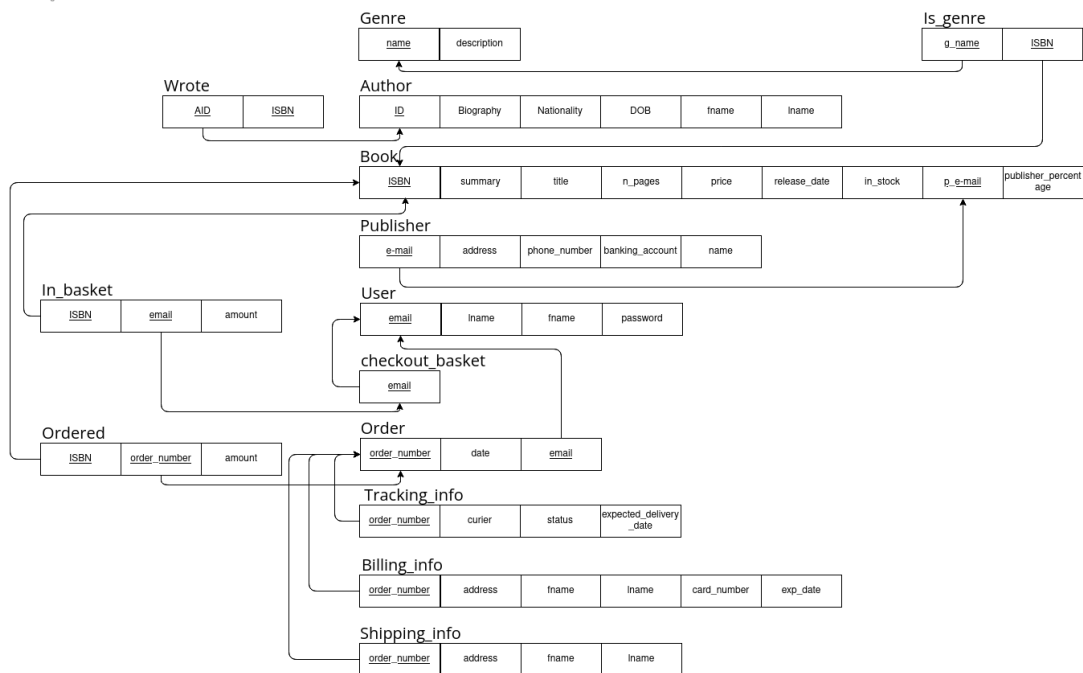 Genre
Is_genre
name description
g_name ISBN
Wrote
Author
AID ISBN
ID Biography Nationality DOB fname lname
Book
ISBN summary title n_pages price release_date in_stock p_e-mail publisher_percent
age
Publisher
e-mail address phone_number banking_account name
In_basket
User
ISBN email amount
email lname fname password
checkout_basket
email
Ordered
Order
ISBN order_number amount
order_number date email
Tracking_info
order_number curier status expected_delivery
_date
Billing_info
order_number address fname lname card_number exp_date
Shipping_info
order_number address fname lname